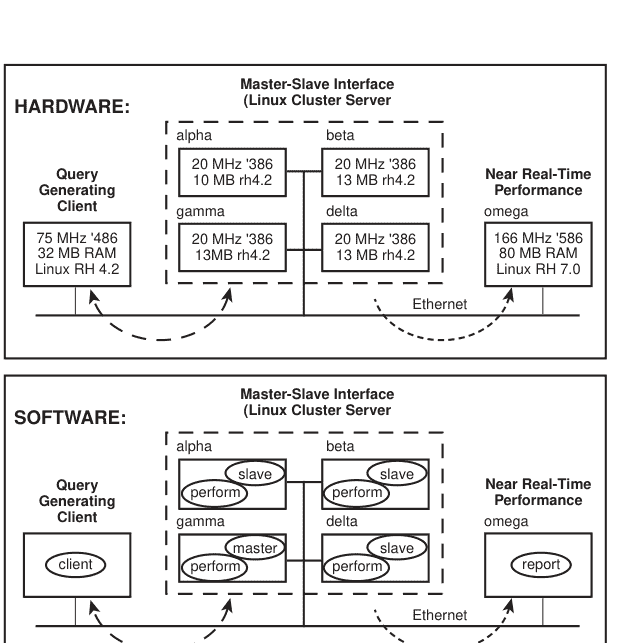 Master-Slave Interface
(Linux Cluster Server
HARDWARE:
alpha
beta
20 MHz '386
10 MB rh4.2
20 MHz '386
13 MB rh4.2
Query
Generating
Client
Near Real-Time
Performance
gamma
delta
omega
75 MHz '486
32 MB RAM
Linux RH 4.2
20 MHz '386
13MB rh4.2
20 MHz '386
13 MB rh4.2
166 MHz '586
80 MB RAM
Linux RH 7.0
Ethernet
Master-Slave Interface
(Linux Cluster Server
SOFTWARE:
alpha
beta
slave
perform
slave
perform
Query
Generating
Client
Near Real-Time
Performance
gamma
delta
omega
client
master
perform
slave
perform
report
Ethernet